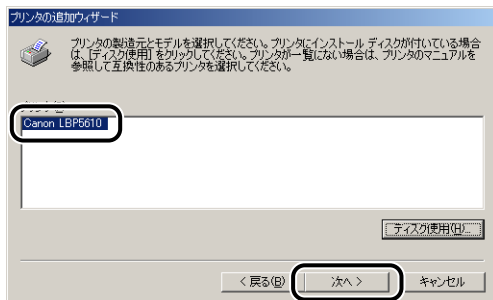 プリンタの追加ウィザード
プリンタの製造元とモデルを選択してください。プリンタにインストール ディスクが付いている場合
は、[ディスク使用] をクリックしてください。プリンタが一覧にない場合は、プリンタのマニュアルを
参照して互換性のあるプリンタを選択してください。
Canon LBP5610
ディスク使用(H)...
< 戻る(B)
次へ >
キャンセル